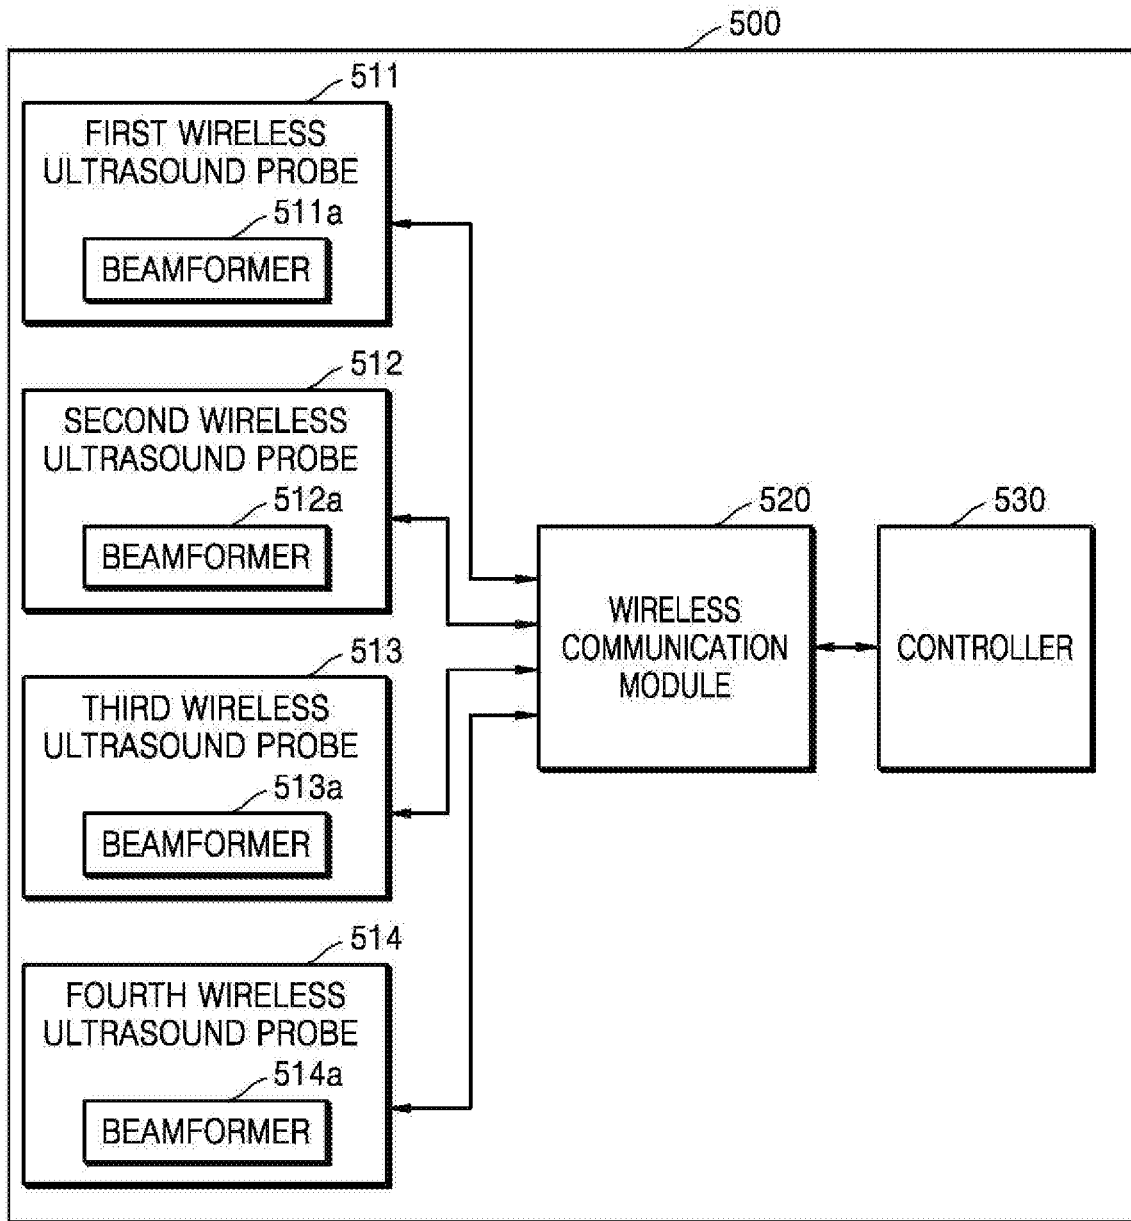 500
511
FIRST WIRELESS
ULTRASOUND PROBE
511a
BEAMFORMER
512
SECOND WIRELESS
ULTRASOUND PROBE
512a
BEAMFORMER
513
THIRD WIRELESS
ULTRASOUND PROBE
513a
BEAMFORMER
514
FOURTH WIRELESS
ULTRASOUND PROBE
514a
BEAMFORMER
520
WIRELESS
COMMUNICATION
MODULE
530
CONTROLLER